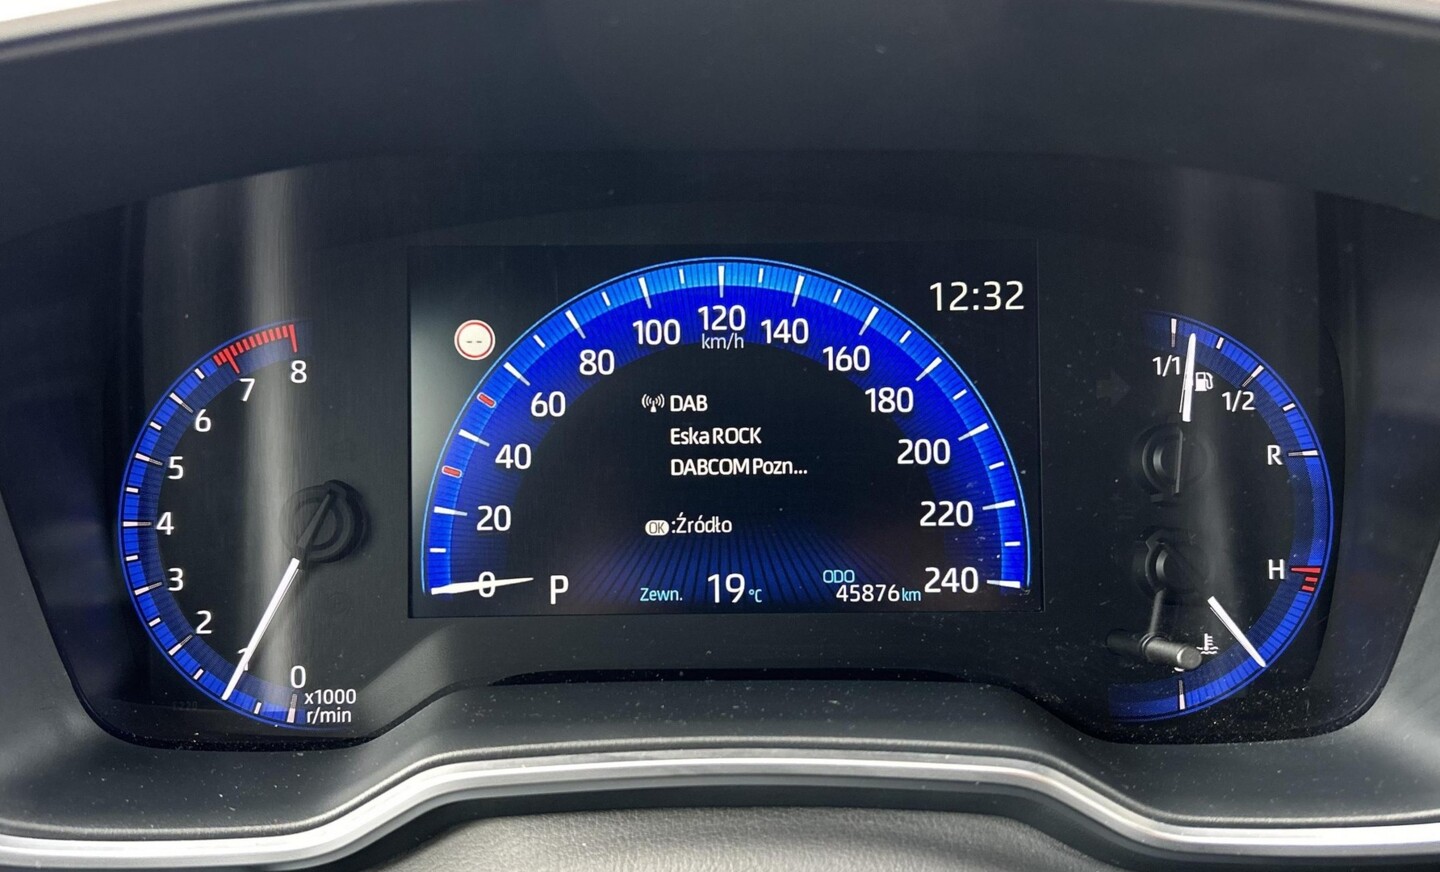 12:32
8
7
6
5
4
3
2
1
0
x1000
r/min
--
0
20
40
60
80
100
120
km/h
140
160
180
200
220
240
DAB
Eska ROCK
DABCOM Pozn...
OK :Źródło
P
Zewn. 19 °C
ODO
45876 km
1/1
1/2
R
H